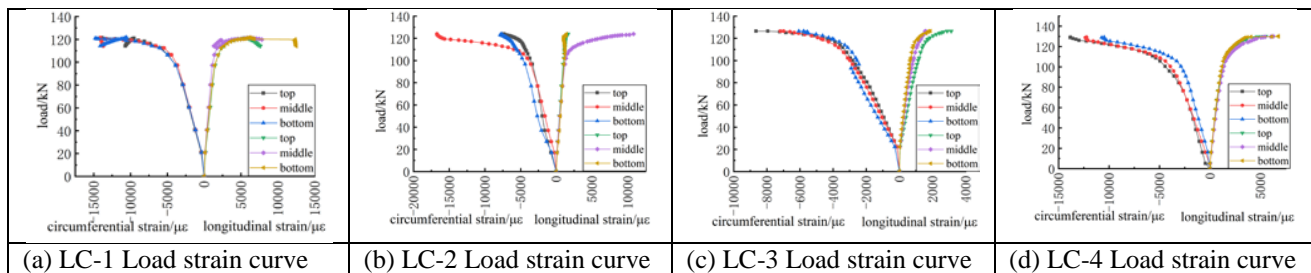 load/kN
140
120
100
80
60
40
20
0
top
middle
bottom
top
middle
bottom
-15000
-10000
-5000
0
5000
10000
15000
circumferential strain/με
longitudinal strain/με
(a) LC-1 Load strain curve
load/kN
140
120
100
80
60
40
20
0
top
middle
bottom
top
middle
bottom
-20000
-15000
-10000
-5000
0
5000
10000
circumferential strain/με
longitudinal strain/με
(b) LC-2 Load strain curve
load/kN
140
120
100
80
60
40
20
0
top
middle
bottom
top
middle
bottom
-10000
-8000
-6000
-4000
-2000
0
2000
4000
circumferential strain/με
longitudinal strain/με
(c) LC-3 Load strain curve
load/kN
140
120
100
80
60
40
20
0
top
middle
bottom
top
middle
bottom
-15000
-10000
-5000
0
5000
circumferential strain/με
longitudinal strain/με
(d) LC-4 Load strain curve